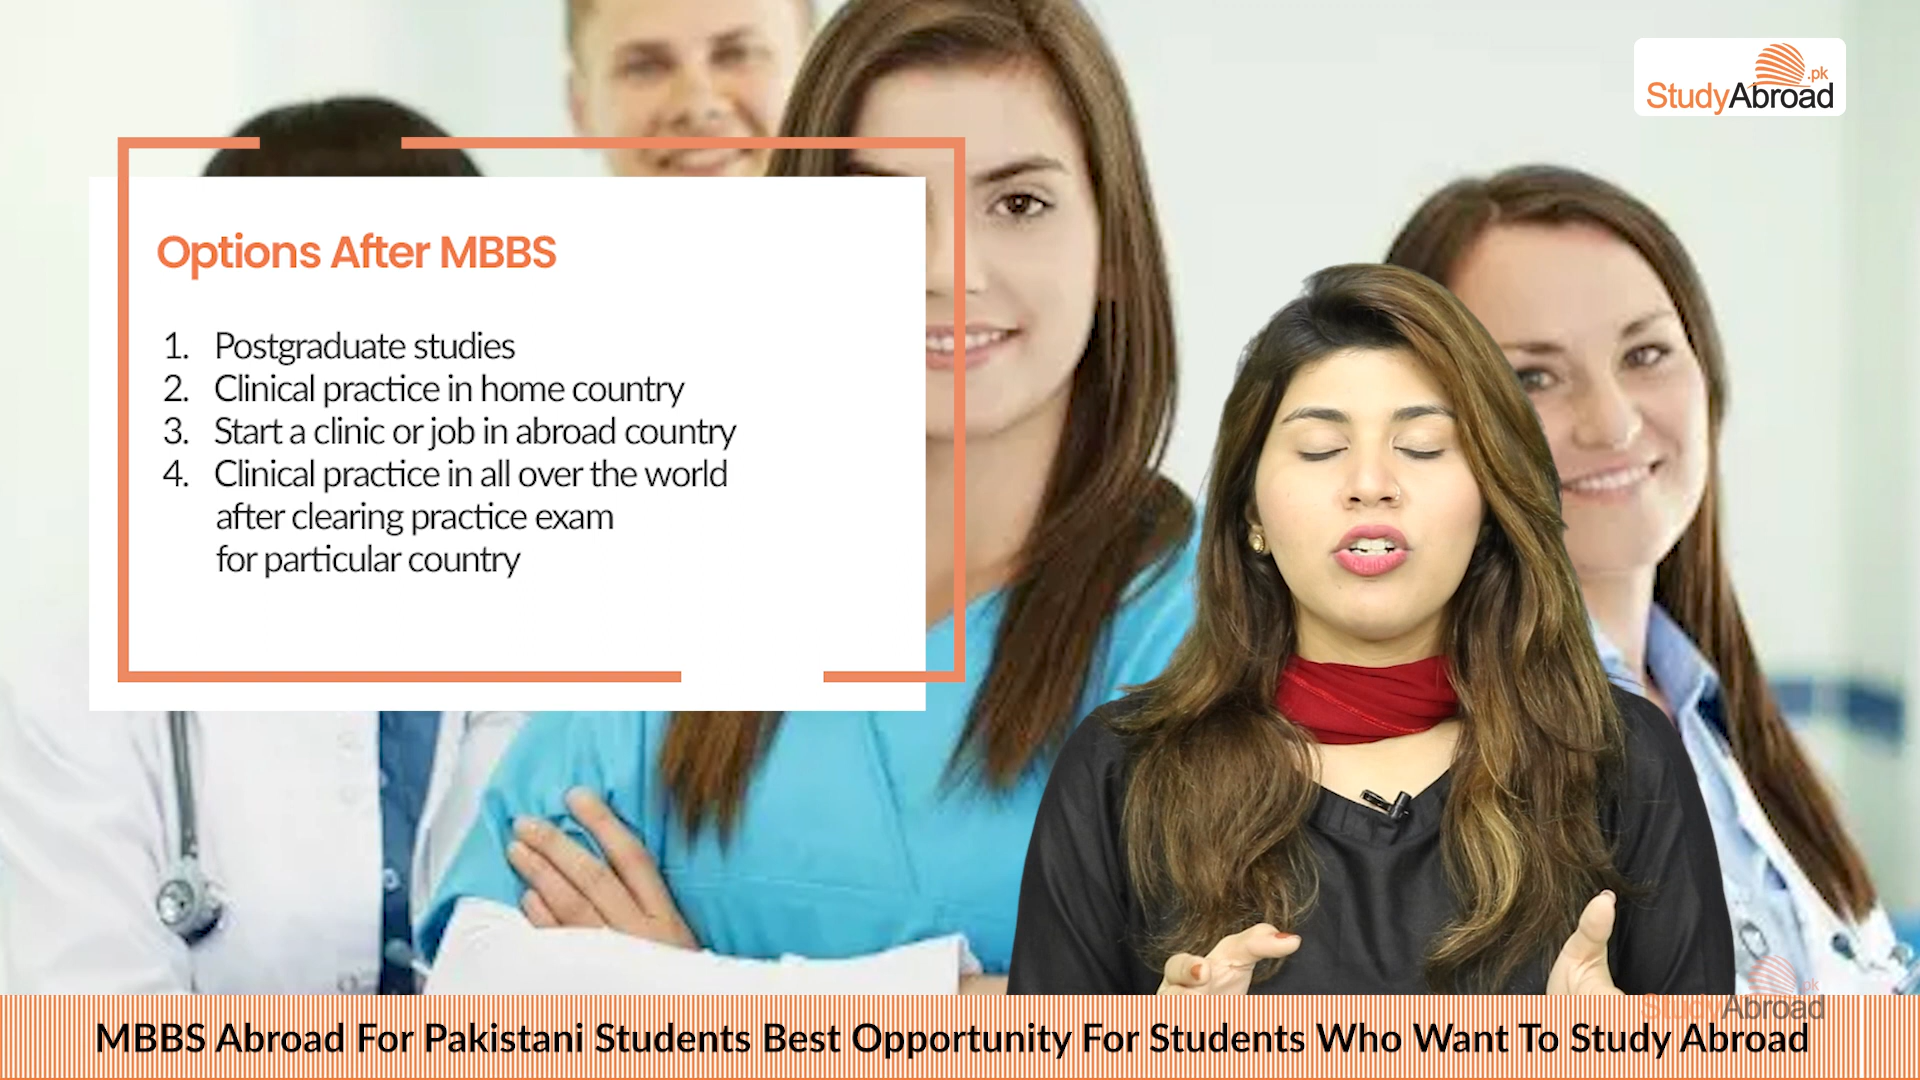 .pk
StudyAbroad
Options After MBBS
1. Postgraduate studies
2. Clinical practice in home country
3. Start a clinic or job in abroad country
4. Clinical practice in all over the world
after clearing practice exam
for particular country
.pk
StudyAbroad
MBBS Abroad For Pakistani Students Best Opportunity For Students Who Want To Study Abroad